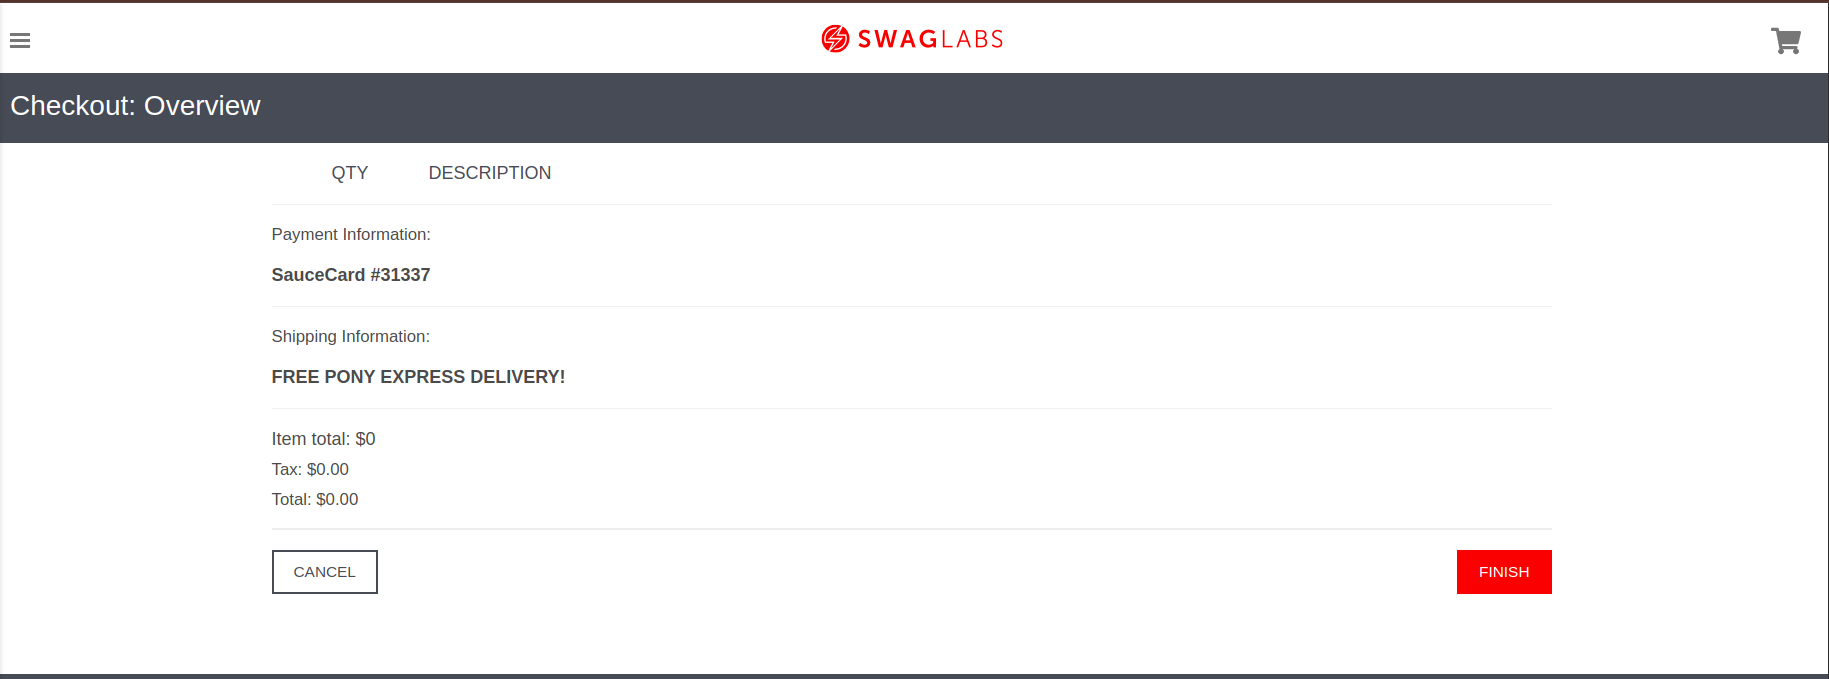 SWAGLABS
Checkout: Overview
QTY DESCRIPTION
Payment Information:
SauceCard #31337
Shipping Information:
FREE PONY EXPRESS DELIVERY!
Item total: $0
Tax: $0.00
Total: $0.00
CANCEL FINISH